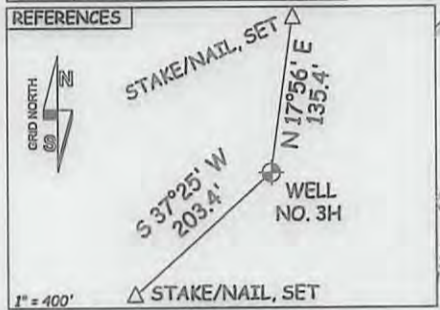 REFERENCES
STAKE/NAIL, SET
N 17°56' E
135.4'
GRID NORTH
N
S
S 37°25' W
203.4'
WELL
NO. 3H
STAKE/NAIL, SET
1" = 400'